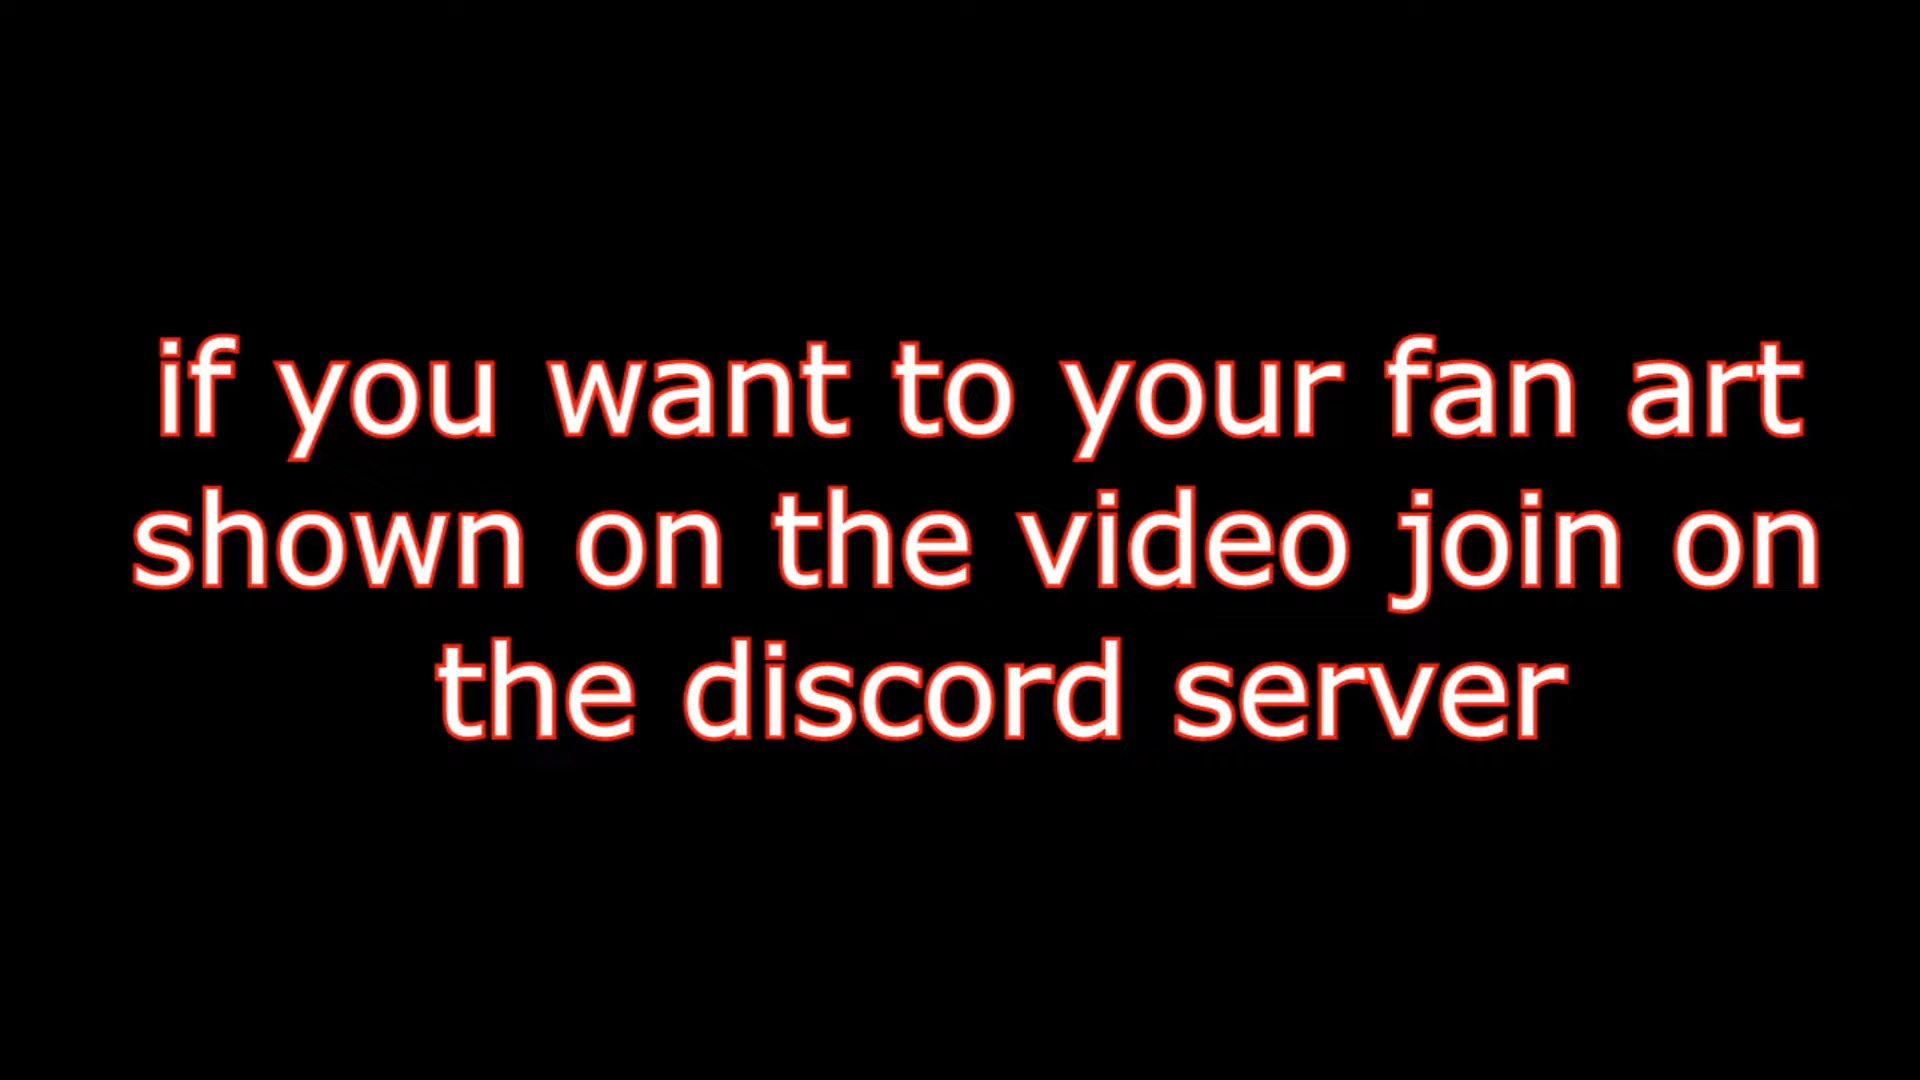 if you want to your fan art
shown on the video join on
the discord server